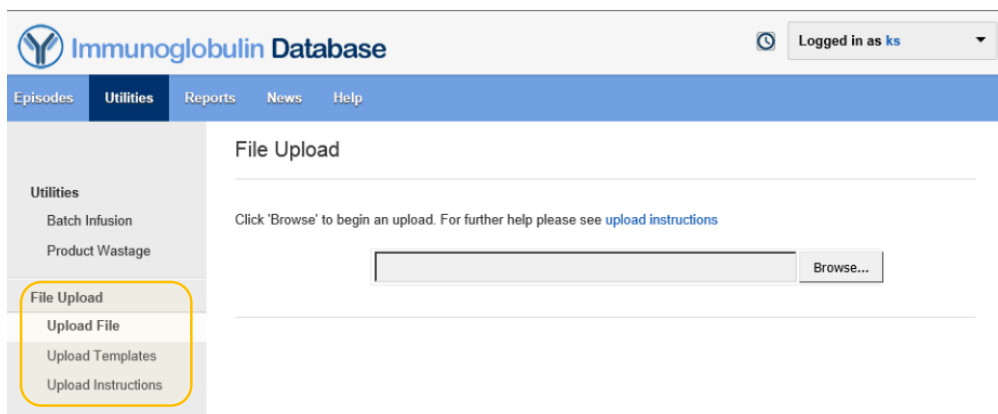 Immunoglobulin Database
Logged in as ks
Episodes Utilities Reports News Help
File Upload
Utilities
Batch Infusion
Click 'Browse' to begin an upload. For further help please see upload instructions
Product Wastage
Browse...
File Upload
Upload File
Upload Templates
Upload Instructions